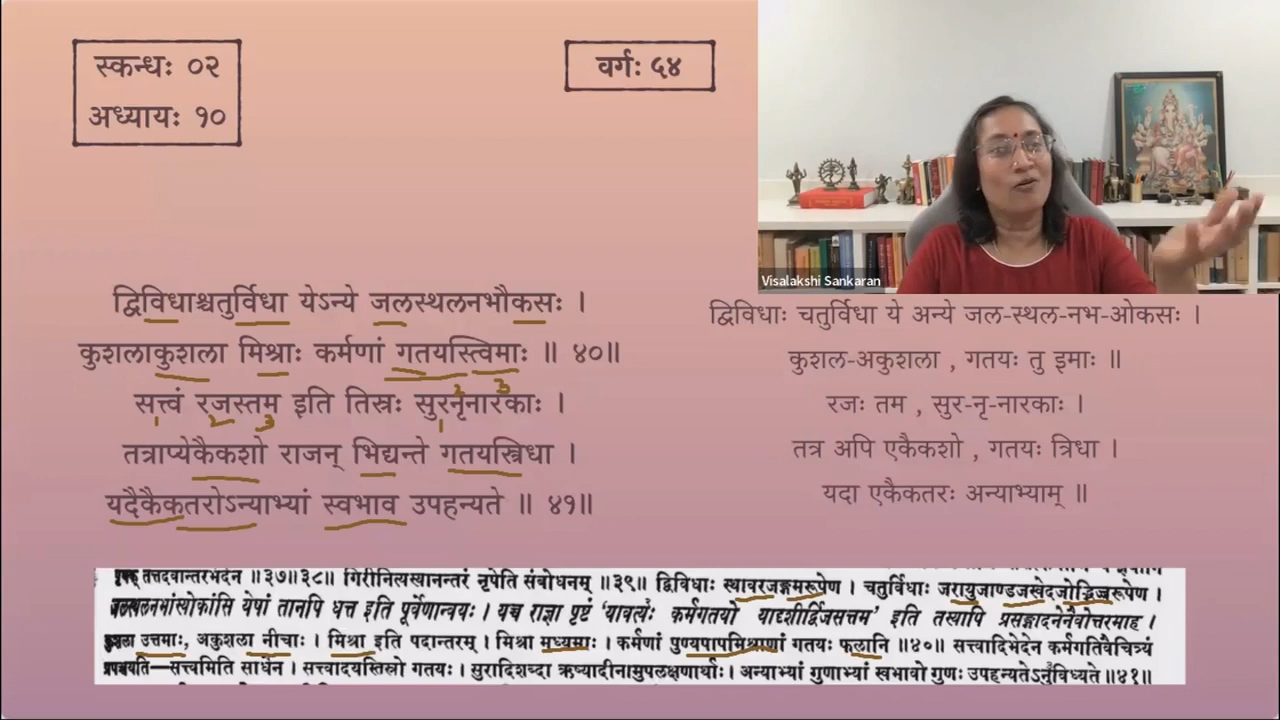 स्कन्धः ०२
अध्यायः १०
वर्गः ५४
Visalakshi Sankaran
द्विविधाश्चतुर्विधा येऽन्ये जलस्थलनभौकसः ।
कुशलाकुशला मिश्राः कर्मणां गतयस्त्विमाः ॥ ४०॥
सत्त्वं रजस्तम इति तिस्रः सुरनृनारकाः ।
तत्राप्येकैकशो राजन् भिद्यन्ते गतयस्त्रिधा ।
यदैकैकतरोऽन्याभ्यां स्वभाव उपहन्यते ॥ ४१॥
द्विविधाः चतुर्विधा ये अन्ये जल-स्थल-नभ-ओकसः ।
कुशल-अकुशला , गतयः तु इमाः ॥
रजः तम , सुर-नृ-नारकाः ।
तत्र अपि एकैकशो , गतयः त्रिधा ।
यदा एकैकतरः अन्याभ्याम् ॥
॥३७॥३८॥ गिरीनित्यस्यानन्तरं नृपेति संबोधनम् ॥३९॥ द्विविधाः स्थावरजङ्गमरूपेण । चतुर्विधाः जरायुजाण्डजस्वेदजोद्भिज्जरूपेण ।
जलस्थलनभांस्योकांसि येषां तानपि धत्त इति पूर्वेणान्वयः । यच्च राज्ञा पृष्टं ‘यावत्यः कर्मगतयो यादृशीर्द्विजसत्तम’ इति तस्यापि प्रसङ्गादनेनैवोत्तरमाह ।
कुशला उत्तमाः, अकुशला नीचाः । मिश्रा इति पदान्तरम् । मिश्रा मध्यमाः । कर्मणां पुण्यपापमिश्राणां गतयः फलानि ॥४०॥ सत्त्वादिभेदेन कर्मगतिवैचित्र्यं
प्रपञ्चयति—सत्त्वमिति सार्धेन । सत्त्वादयस्तिस्रो गतयः । सुरादिशब्दा ऋष्यादीनामुपलक्षणार्थाः । अन्याभ्यां गुणाभ्यां स्वभावो गुणः उपहन्यतेऽनुविध्यते ॥४१॥